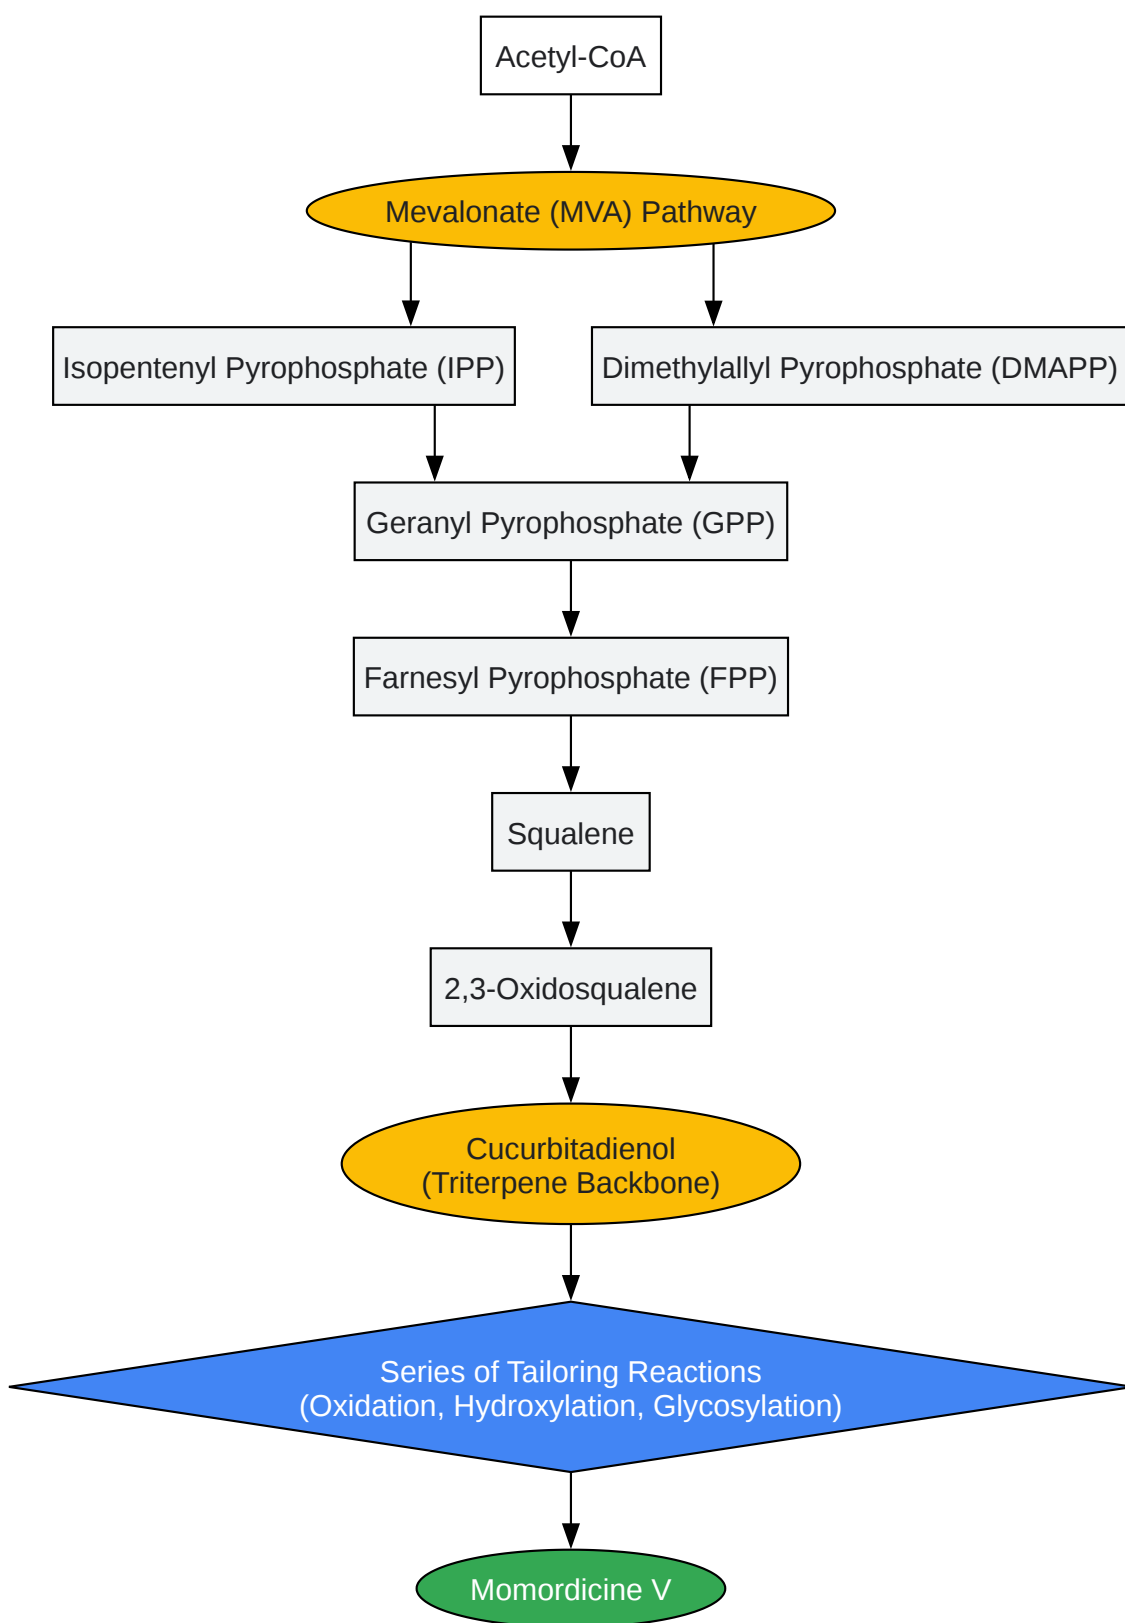 Acetyl-CoA
Mevalonate (MVA) Pathway
Isopentenyl Pyrophosphate (IPP)
Dimethylallyl Pyrophosphate (DMAPP)
Geranyl Pyrophosphate (GPP)
Farnesyl Pyrophosphate (FPP)
Squalene
2,3-Oxidosqualene
Cucurbitadienol
(Triterpene Backbone)
Series of Tailoring Reactions
(Oxidation, Hydroxylation, Glycosylation)
Momordicine V